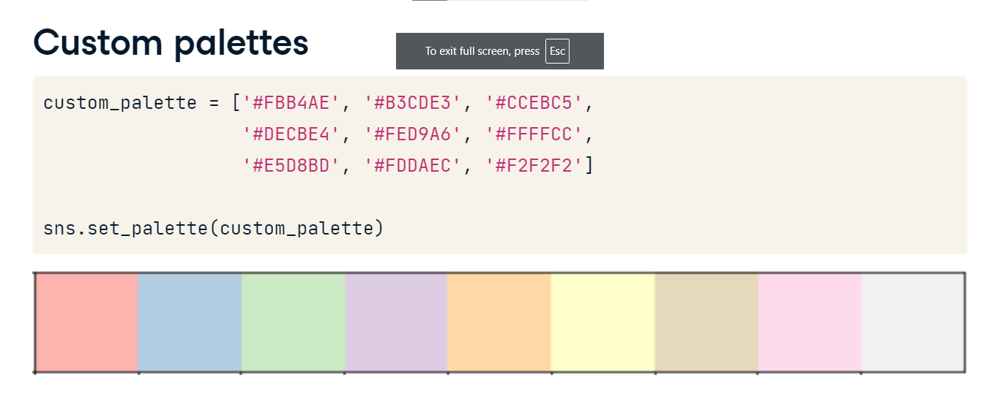 Custom palettes
To exit full screen, press Esc
custom_palette = ['#FBB4AE', '#B3CDE3', '#CCEBC5',
'#DECBE4', '#FED9A6', '#FFFFCC',
'#E5D8BD', '#FDDAEC', '#F2F2F2']
sns.set_palette(custom_palette)